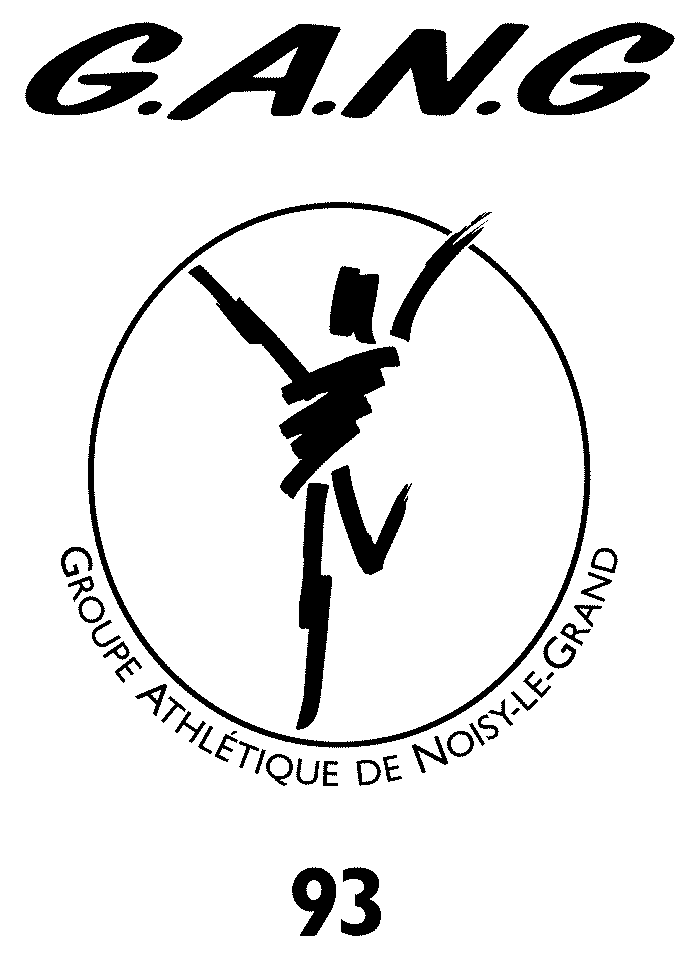 G.A.N.G
GROUPE ATHLÉTIQUE DE NOISY-LE-GRAND
93